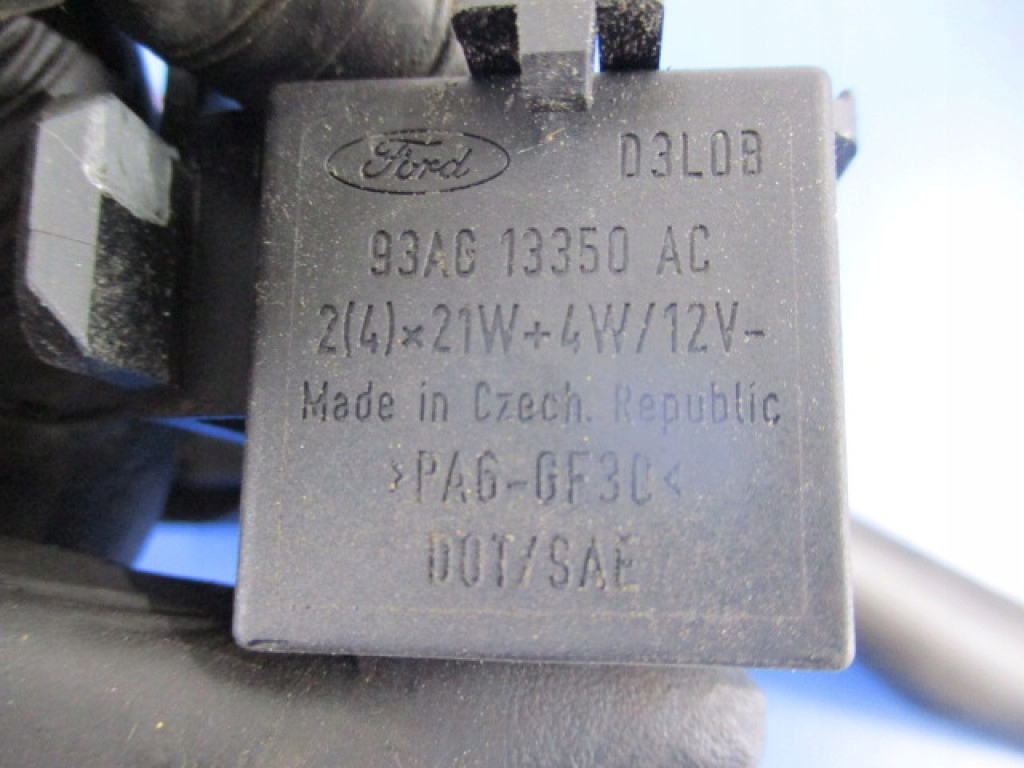 Ford D3L0B
93AG 13350 AC
2(4)×21W+4W/12V-
Made in Czech. Republic
>PA6-GF30<
DOT/SAE